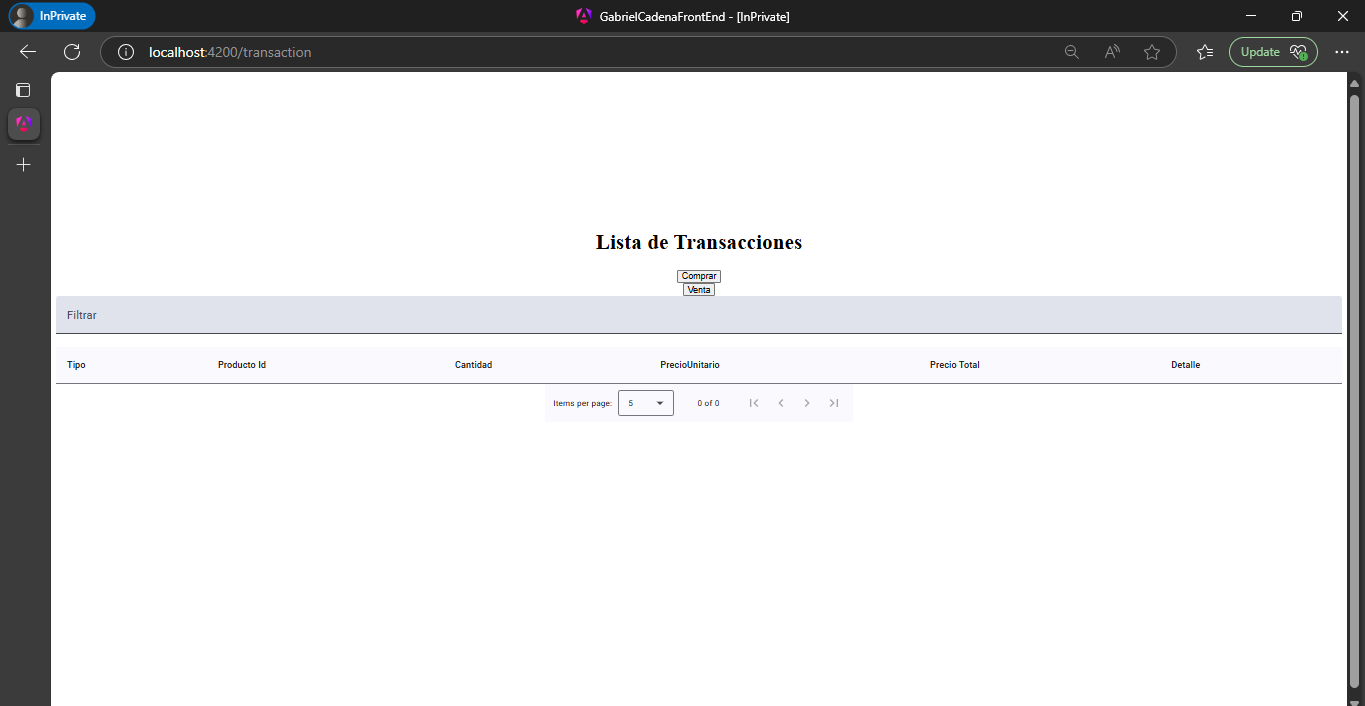 InPrivate
GabrielCadenaFrontEnd - [InPrivate]
localhost:4200/transaction
Update
Lista de Transacciones
Comprar
Venta
Filtrar
Tipo Producto Id Cantidad PrecioUnitario Precio Total Detalle
Items per page: 5 0 of 0